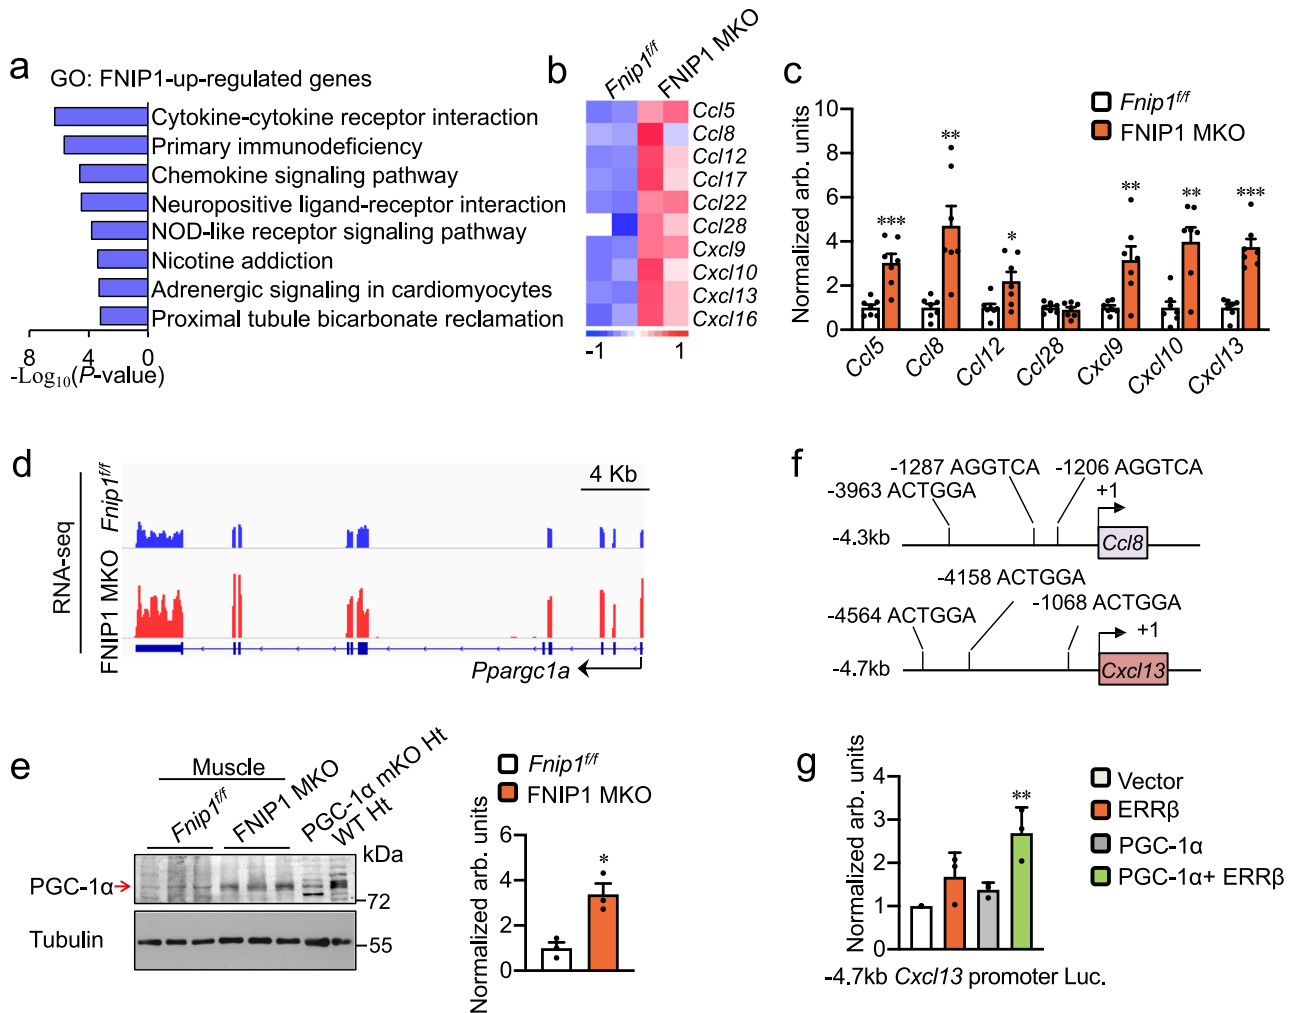 a
GO: FNIP1-up-regulated genes
Cytokine-cytokine receptor interaction
Primary immunodeficiency
Chemokine signaling pathway
Neuropositive ligand-receptor interaction
NOD-like receptor signaling pathway
Nicotine addiction
Adrenergic signaling in cardiomyocytes
Proximal tubule bicarbonate reclamation
8 4 0
-Log10(P-value)
b
Fnip1f/f
FNIP1 MKO
Ccl5
Ccl8
Ccl12
Ccl17
Ccl22
Ccl28
Cxcl9
Cxcl10
Cxcl13
Cxcl16
-1 1
c
Normalized arb. units
10
8
6
4
2
0
Fnip1f/f
FNIP1 MKO
*** ** * ** ** ***
Ccl5 Ccl8 Ccl12 Ccl28 Cxcl9 Cxcl10 Cxcl13
d
RNA-seq
Fnip1f/f
FNIP1 MKO
4 Kb
Ppargc1a
e
Muscle
Fnip1f/f
FNIP1 MKO
PGC-1α mKO Ht
WT Ht
kDa
PGC-1α
72
Tubulin
55
Fnip1f/f
FNIP1 MKO
Normalized arb. units
6
4
2
0
*
f
-1287 AGGTCA
-1206 AGGTCA
-3963 ACTGGA
+1
-4.3kb
Ccl8
-4158 ACTGGA
-4564 ACTGGA
-1068 ACTGGA
+1
-4.7kb
Cxcl13
g
Normalized arb. units
4
3
2
1
0
**
Vector
ERRβ
PGC-1α
PGC-1α+ ERRβ
-4.7kb Cxcl13 promoter Luc.